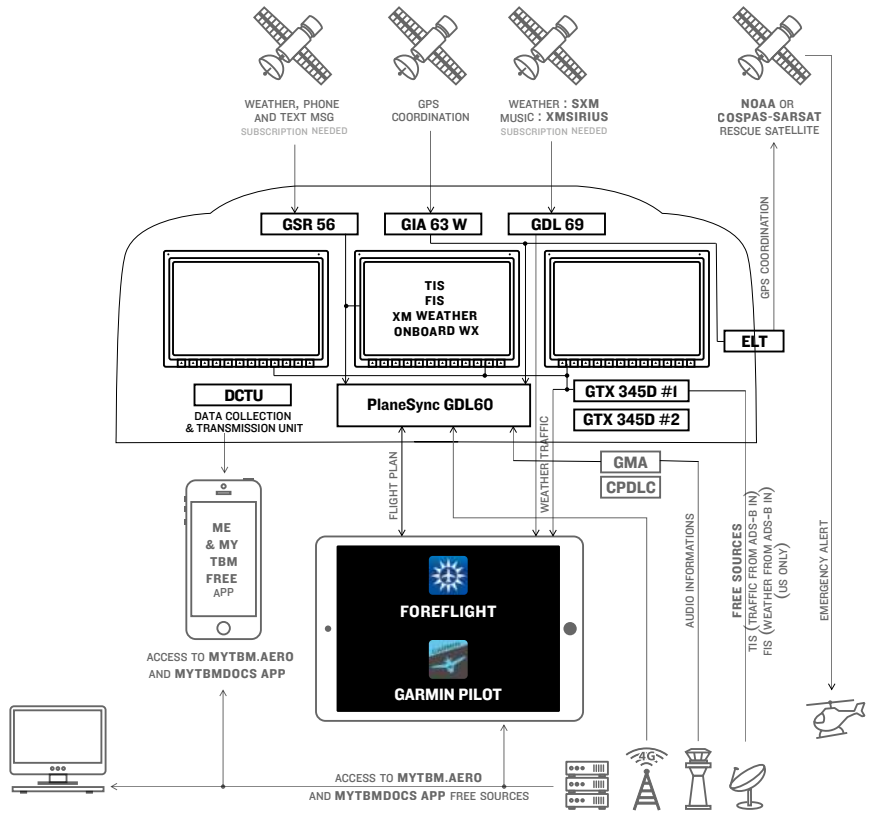 WEATHER, PHONE
AND TEXT MSG
SUBSCRIPTION NEEDED
GPS
COORDINATION
WEATHER : SXM
MUSIC : XMSIRIUS
SUBSCRIPTION NEEDED
NOAA OR
COSPAS-SARSAT
RESCUE SATELLITE
GSR 56
GIA 63 W
GDL 69
GPS COORDINATION
TIS
FIS
XM WEATHER
ONBOARD WX
ELT
DCTU
DATA COLLECTION
& TRANSMISSION UNIT
PlaneSync GDL60
GTX 345D #1
GTX 345D #2
FLIGHT PLAN
WEATHER TRAFFIC
GMA
CPDLC
AUDIO INFORMATIONS
FREE SOURCES
TIS (TRAFFIC FROM ADS-B IN)
FIS (WEATHER FROM ADS-B IN)
(US ONLY)
EMERGENCY ALERT
ME
& MY
TBM
FREE
APP
FOREFLIGHT
GARMIN
GARMIN PILOT
ACCESS TO MYTBM.AERO
AND MYTBMDOCS APP
4G
ACCESS TO MYTBM.AERO
AND MYTBMDOCS APP FREE SOURCES